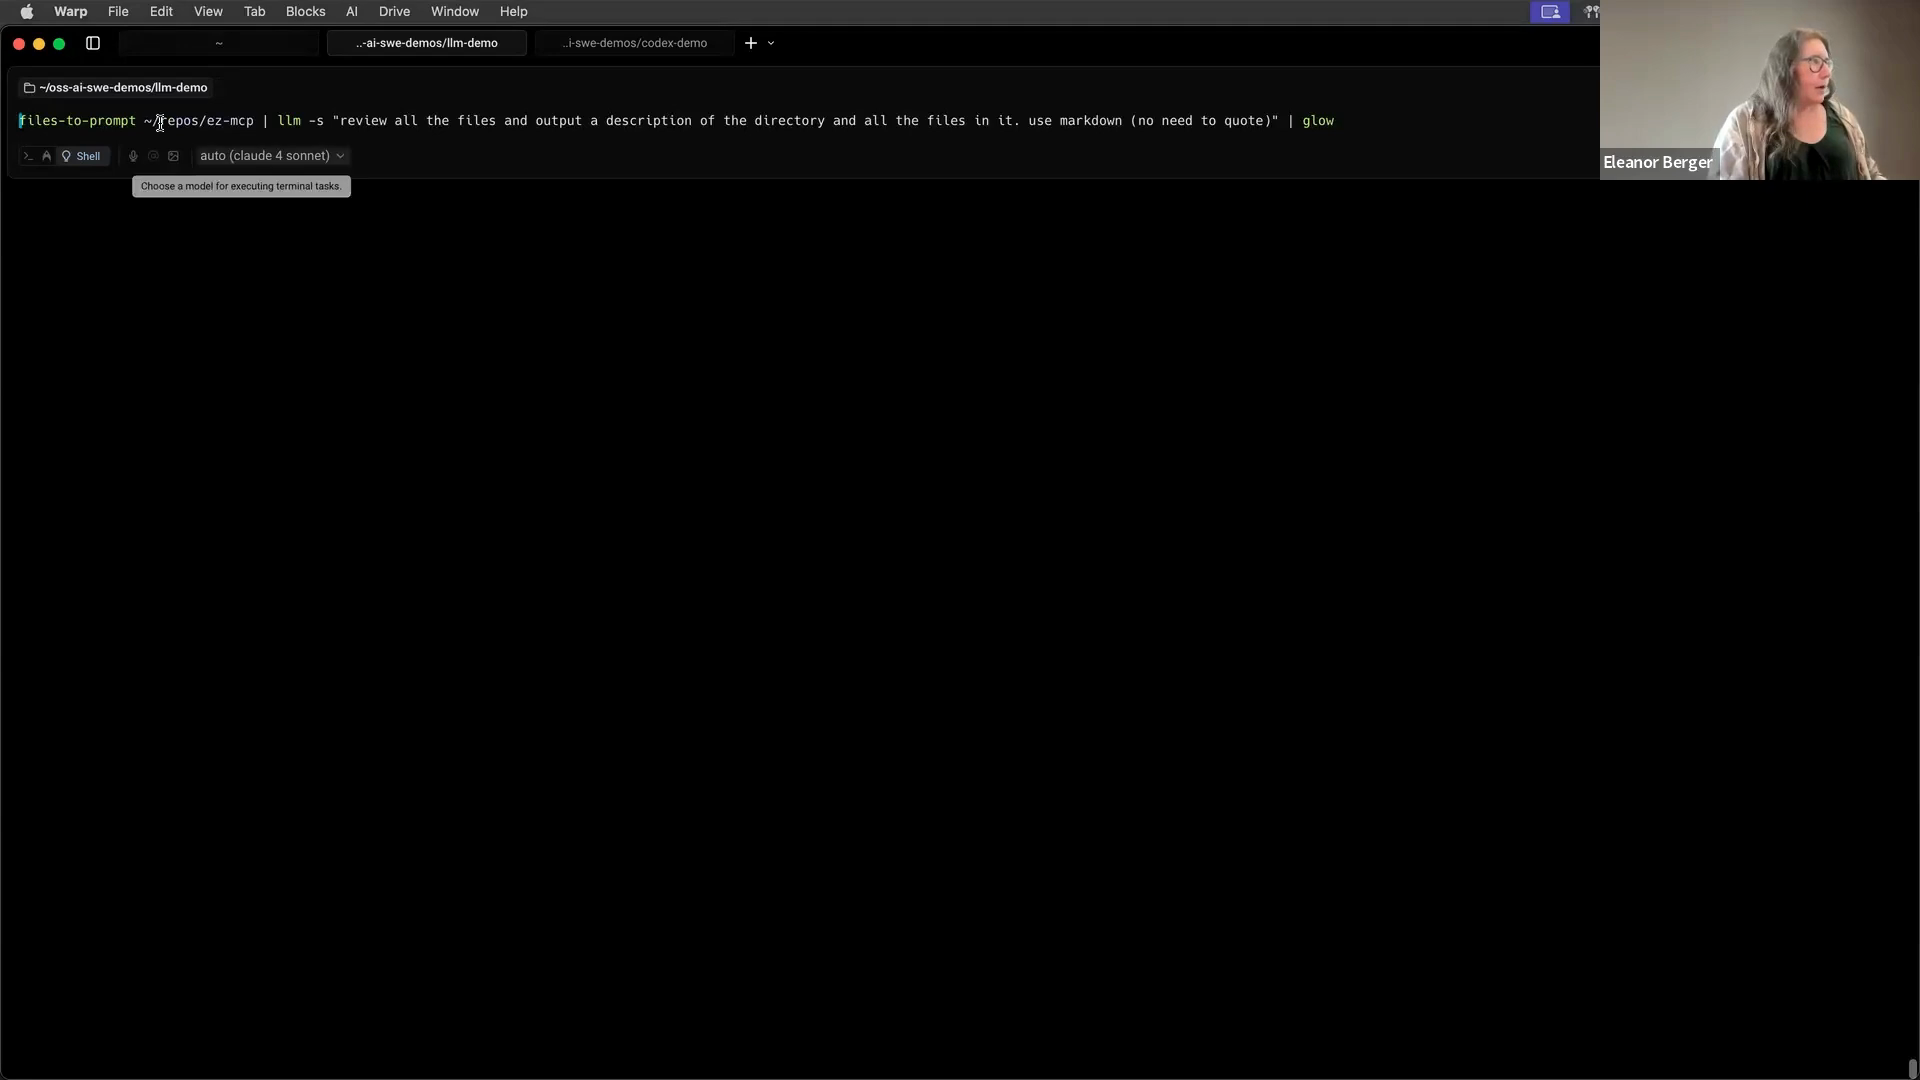 Warp File Edit View Tab Blocks AI Drive Window Help
~ ..-ai-swe-demos/llm-demo ..i-swe-demos/codex-demo
~/oss-ai-swe-demos/llm-demo
files-to-prompt ~/repos/ez-mcp | llm -s "review all the files and output a description of the directory and all the files in it. use markdown (no need to quote)" | glow
Shell auto (claude 4 sonnet)
Choose a model for executing terminal tasks.
Eleanor Berger